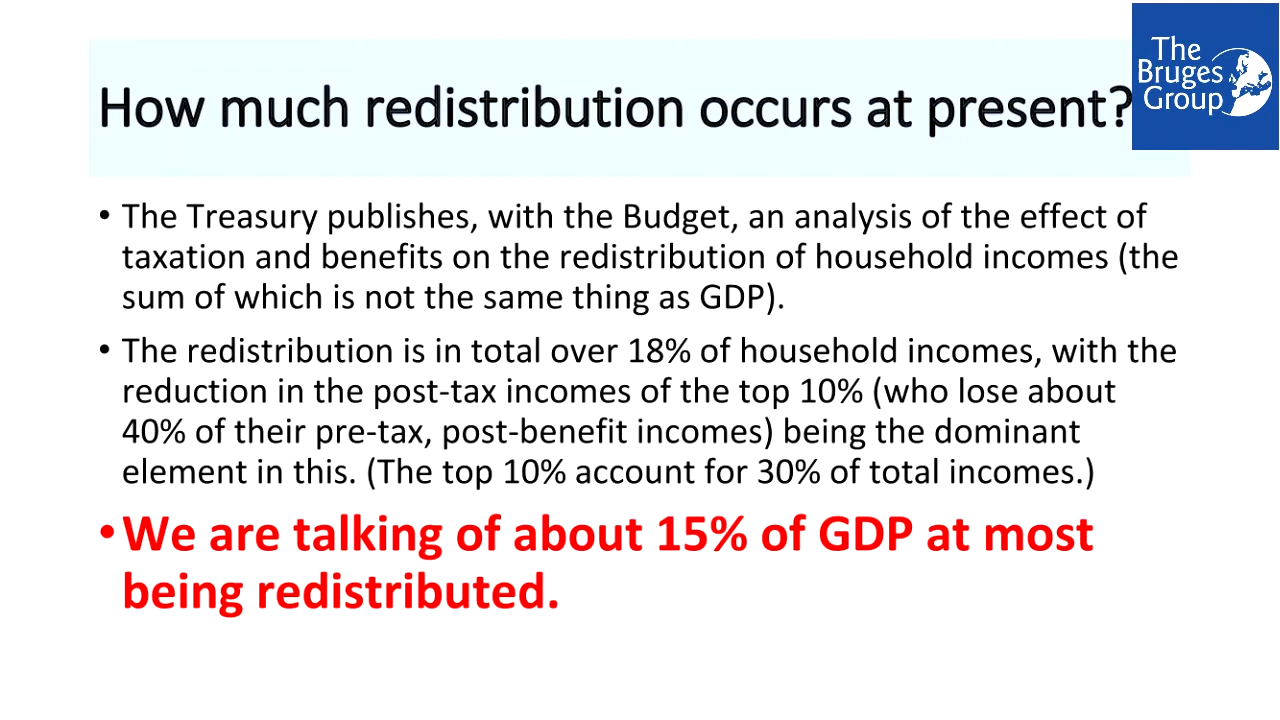 The
Bruges
Group
How much redistribution occurs at present?
• The Treasury publishes, with the Budget, an analysis of the effect of
taxation and benefits on the redistribution of household incomes (the
sum of which is not the same thing as GDP).
• The redistribution is in total over 18% of household incomes, with the
reduction in the post-tax incomes of the top 10% (who lose about
40% of their pre-tax, post-benefit incomes) being the dominant
element in this. (The top 10% account for 30% of total incomes.)
• We are talking of about 15% of GDP at most
being redistributed.